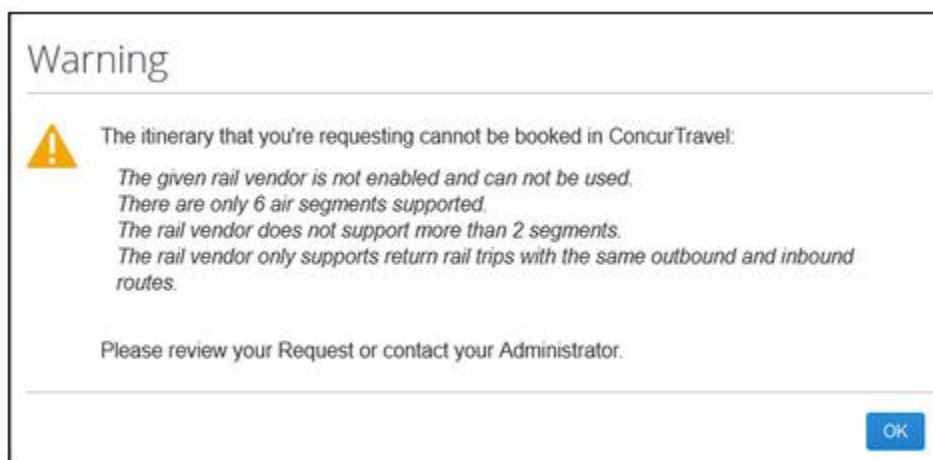 Warning
The itinerary that you're requesting cannot be booked in ConcurTravel:
The given rail vendor is not enabled and can not be used.
There are only 6 air segments supported.
The rail vendor does not support more than 2 segments.
The rail vendor only supports return rail trips with the same outbound and inbound
routes.
Please review your Request or contact your Administrator.
OK